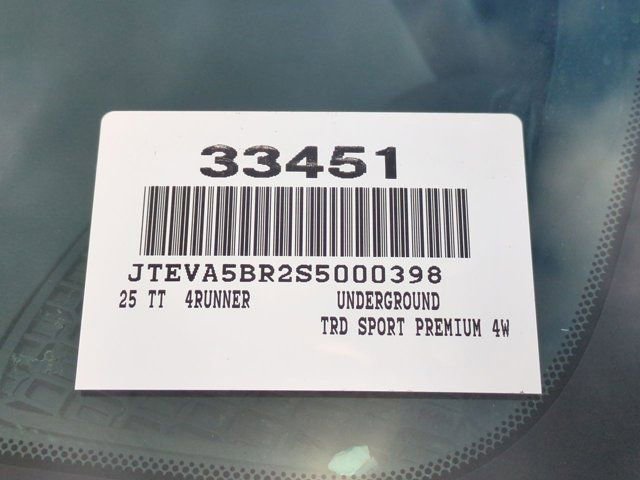 33451
JTEVA5BR2S5000398
25 TT 4RUNNER UNDERGROUND
TRD SPORT PREMIUM 4W